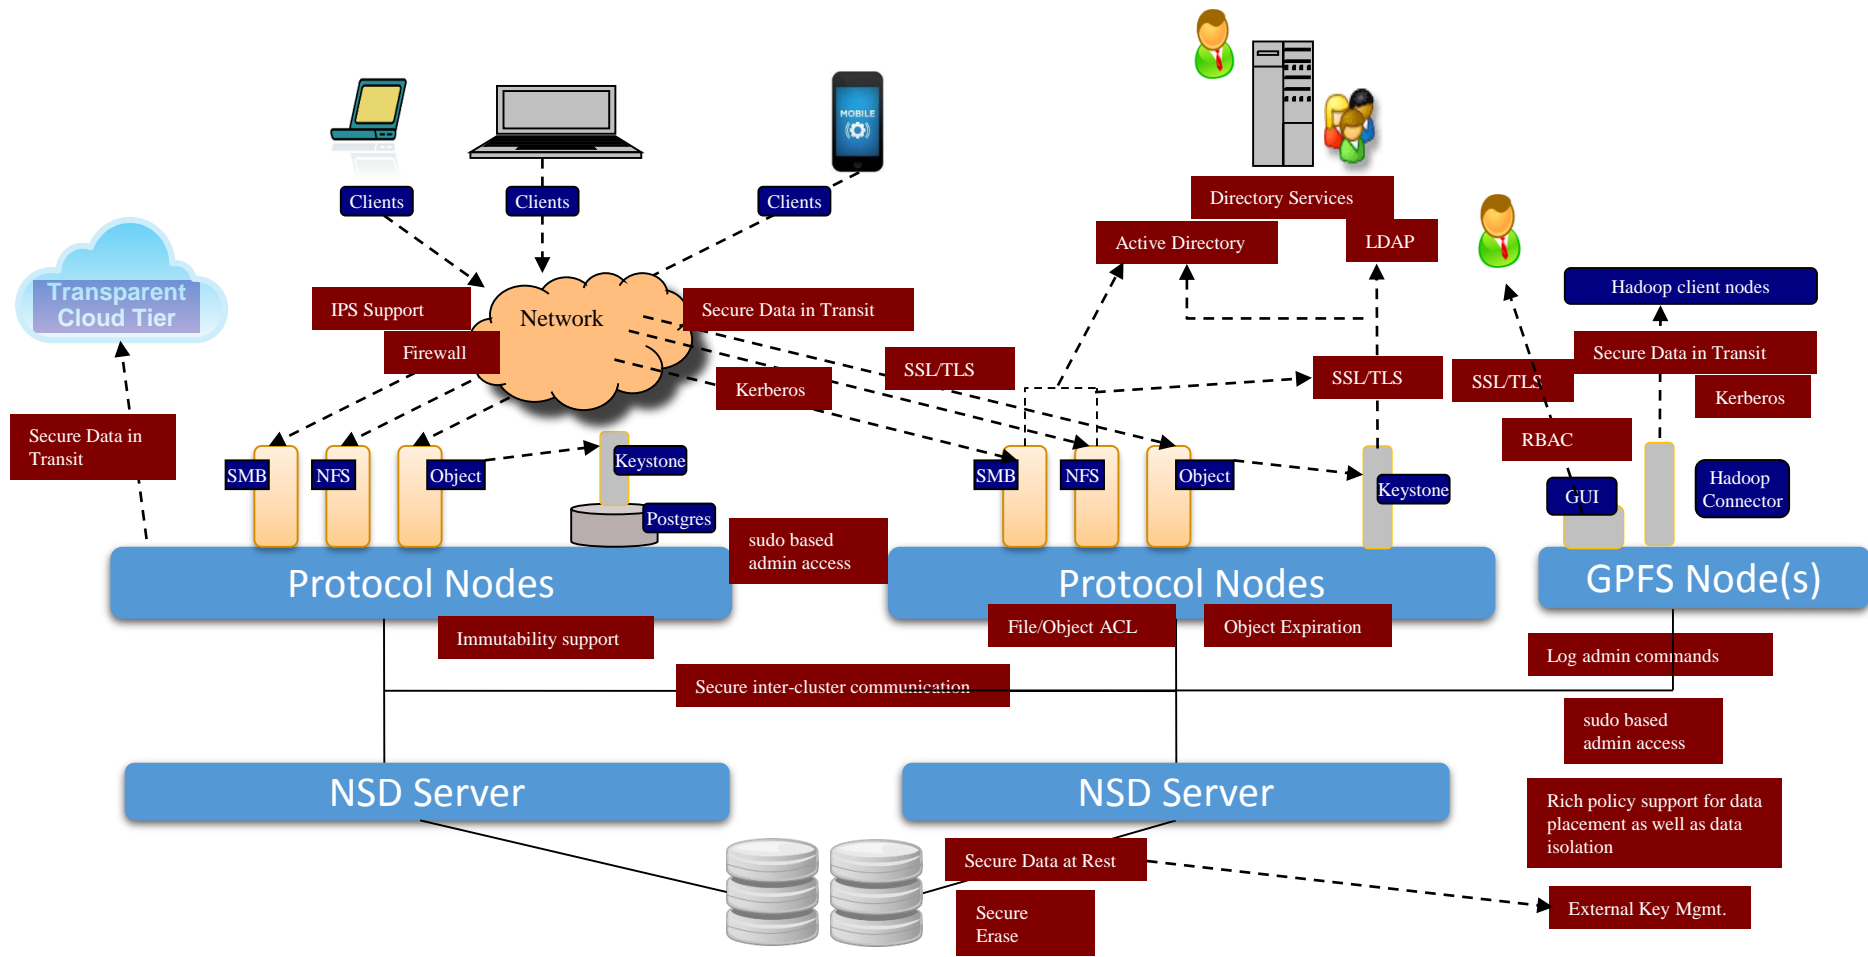 MOBILE
Clients
Clients
Clients
Directory Services
Active Directory
LDAP
Transparent
Cloud Tier
IPS Support
Network
Secure Data in Transit
Hadoop client nodes
Firewall
SSL/TLS
Kerberos
SSL/TLS
SSL/TLS
Secure Data in Transit
Kerberos
Secure Data in
Transit
RBAC
SMB
NFS
Object
Keystone
Postgres
SMB
NFS
Object
Keystone
GUI
Hadoop
Connector
sudo based
admin access
Protocol Nodes
Protocol Nodes
GPFS Node(s)
Immutability support
File/Object ACL
Object Expiration
Log admin commands
Secure inter-cluster communication
sudo based
admin access
NSD Server
NSD Server
Rich policy support for data
placement as well as data
isolation
Secure Data at Rest
Secure
Erase
External Key Mgmt.